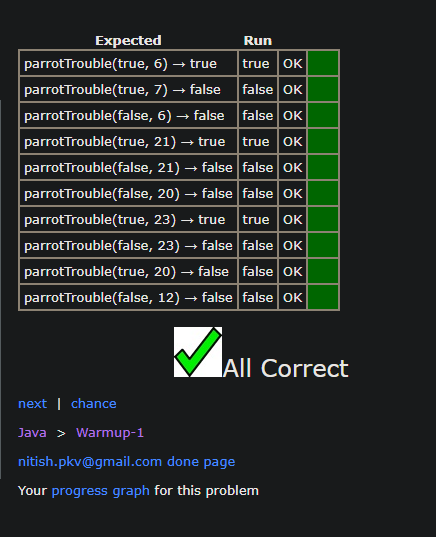 Expected Run
parrotTrouble(true, 6) → true true OK
parrotTrouble(true, 7) → false false OK
parrotTrouble(false, 6) → false false OK
parrotTrouble(true, 21) → true true OK
parrotTrouble(false, 21) → false false OK
parrotTrouble(false, 20) → false false OK
parrotTrouble(true, 23) → true true OK
parrotTrouble(false, 23) → false false OK
parrotTrouble(true, 20) → false false OK
parrotTrouble(false, 12) → false false OK
All Correct
next | chance
Java > Warmup-1
nitish.pkv@gmail.com done page
Your progress graph for this problem